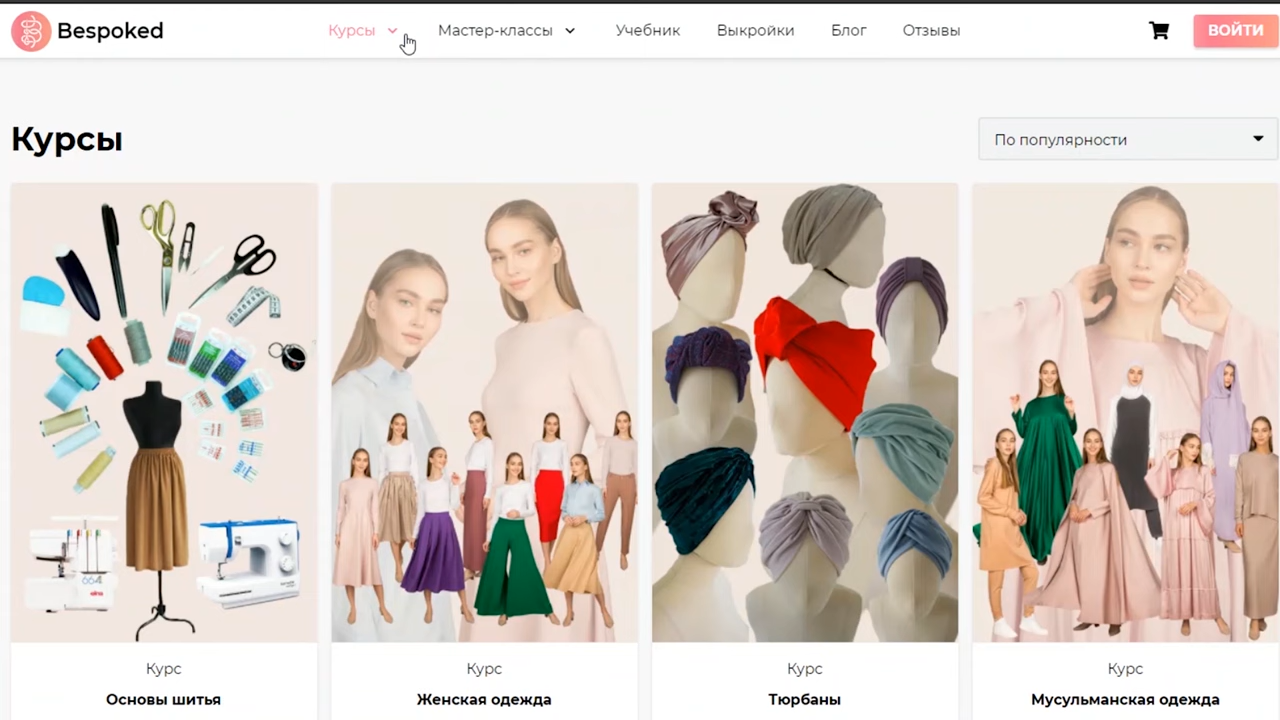 Bespoked
Курсы
Мастер-классы
Учебник
Выкройки
Блог
Отзывы
ВОЙТИ
Курсы
По популярности
Курс
Основы шитья
Курс
Женская одежда
Курс
Тюрбаны
Курс
Мусульманская одежда